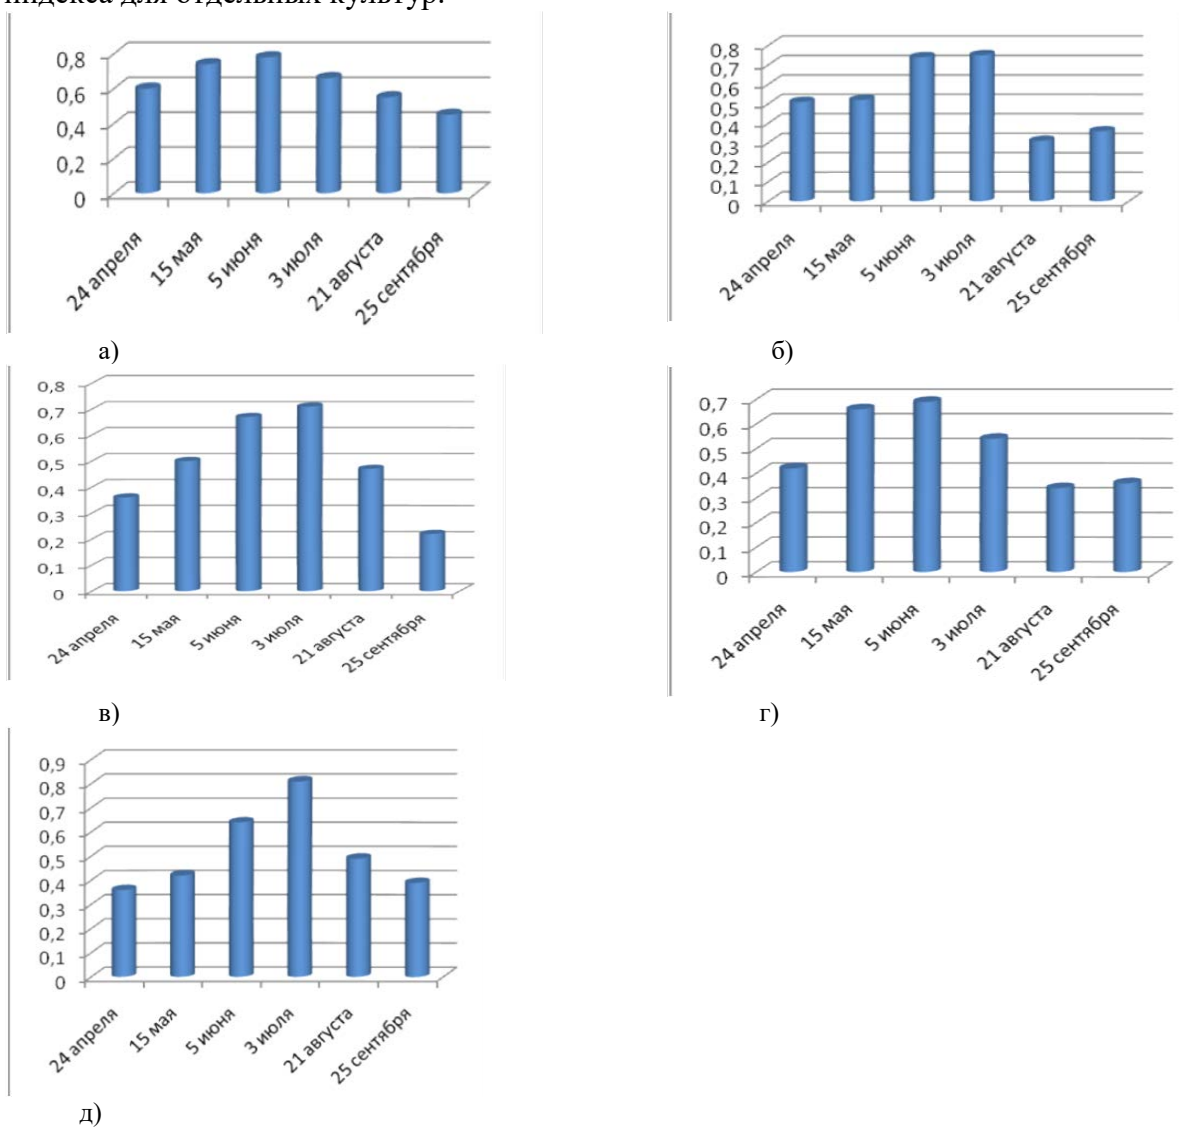 индекса для отдельных культур.
0,8
0,6
0,4
0,2
0
24 апреля
15 мая
5 июня
3 июля
21 августа
25 сентября
а)
0,8
0,7
0,6
0,5
0,4
0,3
0,2
0,1
0
24 апреля
15 мая
5 июня
3 июля
21 августа
25 сентября
б)
0,8
0,7
0,6
0,5
0,4
0,3
0,2
0,1
0
24 апреля
15 мая
5 июня
3 июля
21 августа
25 сентября
в)
0,7
0,6
0,5
0,4
0,3
0,2
0,1
0
24 апреля
15 мая
5 июня
3 июля
21 августа
25 сентября
г)
0,9
0,8
0,7
0,6
0,5
0,4
0,3
0,2
0,1
0
24 апреля
15 мая
5 июня
3 июля
21 августа
25 сентября
д)